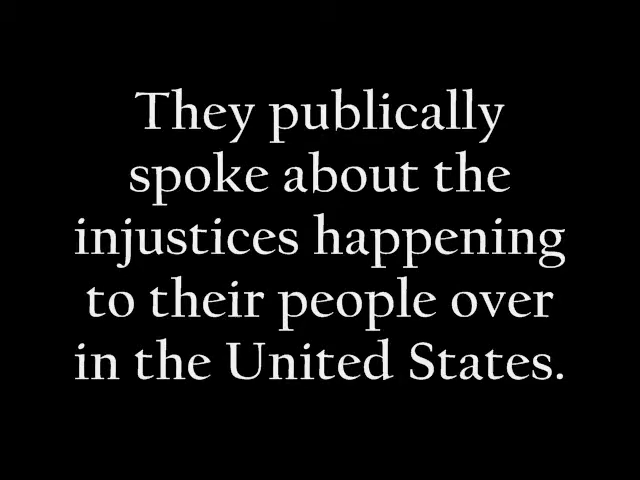 They publically
spoke about the
injustices happening
to their people over
in the United States.